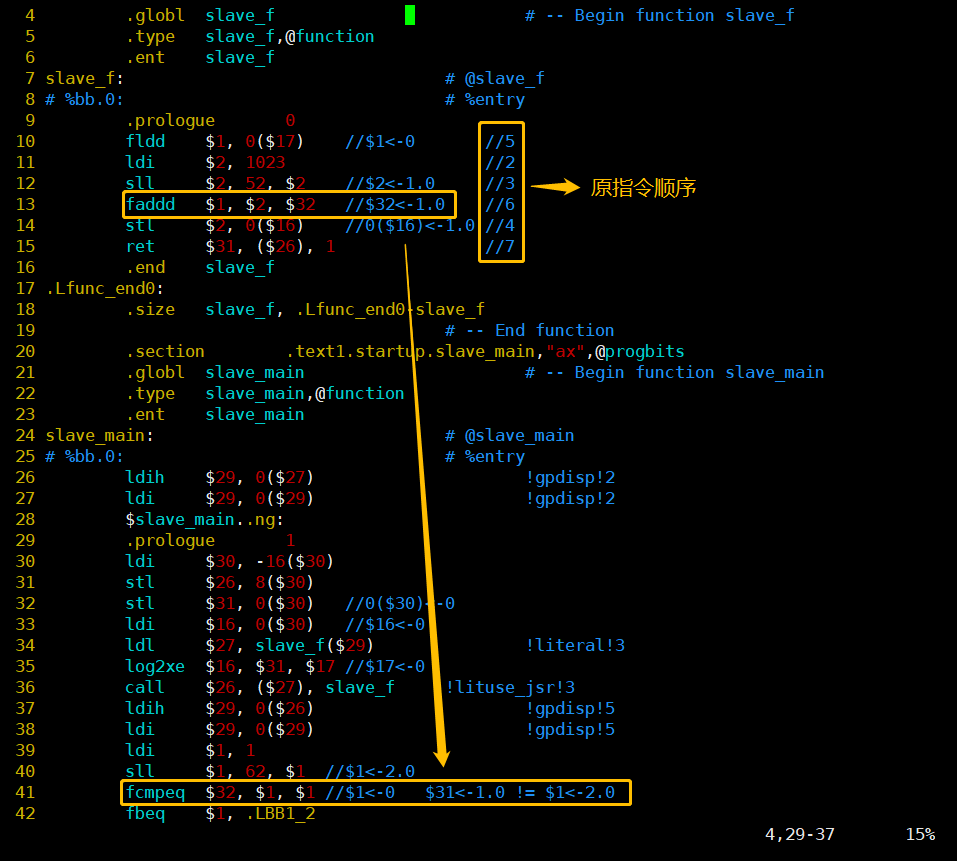 4 .globl slave_f # -- Begin function slave_f
5 .type slave_f,@function
6 .ent slave_f
7 slave_f: # @slave_f
8 # %bb.0: # %entry
9 .prologue 0
10 fldd $1, 0($17) //$1<-0 //5
11 ldi $2, 1023 //2
12 sll $2, 52, $2 //$2<-1.0 //3 原指令顺序
13 faddd $1, $2, $32 //$32<-1.0 //6
14 stl $2, 0($16) //0($16)<-1.0 //4
15 ret $31, ($26), 1 //7
16 .end slave_f
17 .Lfunc_end0:
18 .size slave_f, .Lfunc_end0-slave_f
19 # -- End function
20 .section .text1.startup.slave_main,"ax",@progbits
21 .globl slave_main # -- Begin function slave_main
22 .type slave_main,@function
23 .ent slave_main
24 slave_main: # @slave_main
25 # %bb.0: # %entry
26 ldih $29, 0($27) !gpdisp!2
27 ldi $29, 0($29) !gpdisp!2
28 $slave_main..ng:
29 .prologue 1
30 ldi $30, -16($30)
31 stl $26, 8($30)
32 stl $31, 0($30) //0($30)<-0
33 ldi $16, 0($30) //$16<-0
34 ldl $27, slave_f($29) !literal!3
35 log2xe $16, $31, $17 //$17<-0
36 call $26, ($27), slave_f !lituse_jsr!3
37 ldih $29, 0($26) !gpdisp!5
38 ldi $29, 0($29) !gpdisp!5
39 ldi $1, 1
40 sll $1, 62, $1 //$1<-2.0
41 fcmpeq $32, $1, $1 //$1<-0 $31<-1.0 != $1<-2.0
42 fbeq $1, .LBB1_2
4,29-37 15%